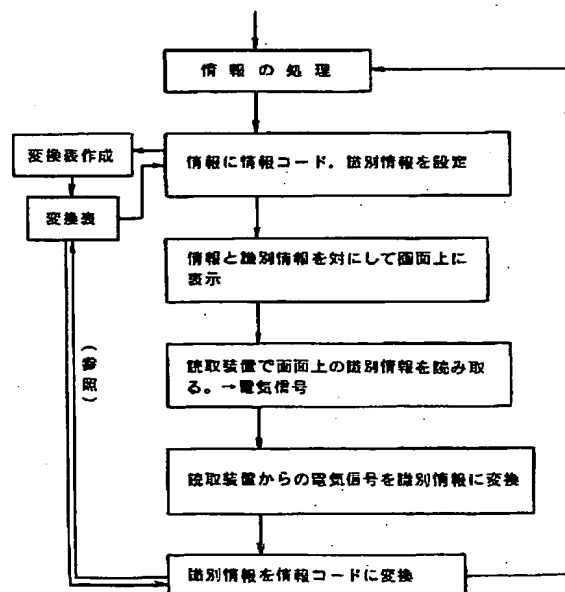 情報の処理
変換表作成
変換表
情報に情報コード，識別情報を設定
情報と識別情報を対にして画面上に
表示
(参照)
読取装置で画面上の識別情報を読み取
る。→電気信号
読取装置からの電気信号を識別情報に変換
識別情報を情報コードに変換